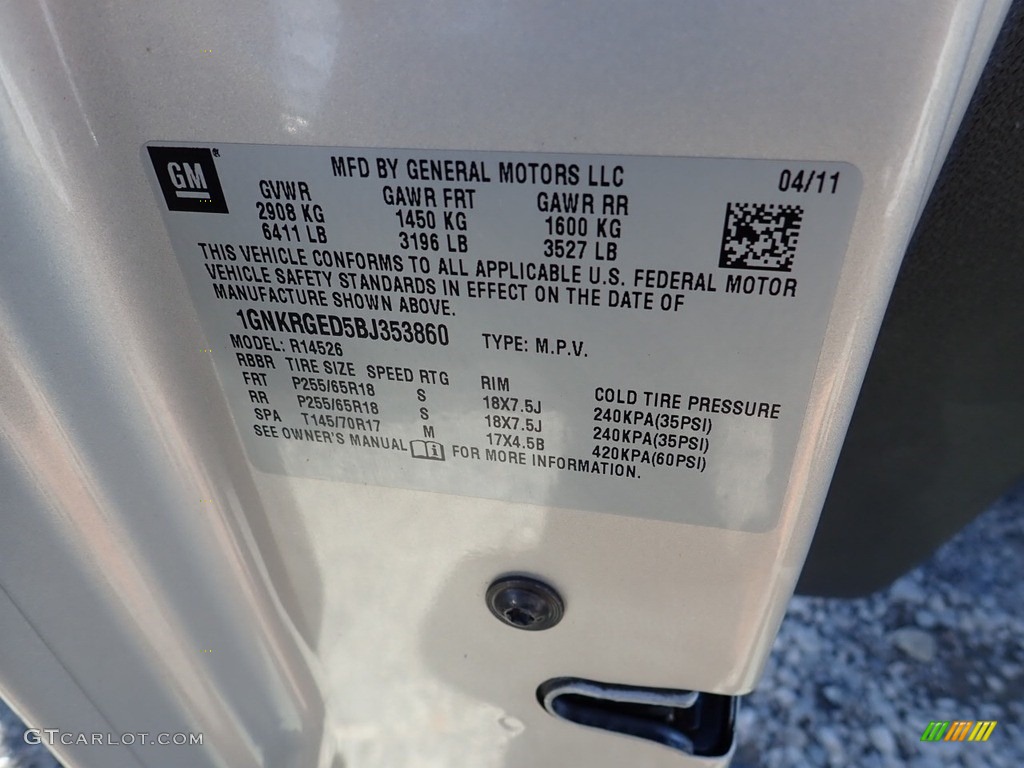 GM
MFD BY GENERAL MOTORS LLC 04/11
GVWR GAWR FRT GAWR RR
2908 KG 1450 KG 1600 KG
6411 LB 3196 LB 3527 LB
THIS VEHICLE CONFORMS TO ALL APPLICABLE U.S. FEDERAL MOTOR
VEHICLE SAFETY STANDARDS IN EFFECT ON THE DATE OF
MANUFACTURE SHOWN ABOVE.
1GNKRGED5BJ353860 TYPE: M.P.V.
MODEL: R14526
RBBR TIRE SIZE SPEED RTG RIM COLD TIRE PRESSURE
FRT P255/65R18 S 18X7.5J 240KPA(35PSI)
RR P255/65R18 S 18X7.5J 240KPA(35PSI)
SPA T145/70R17 M 17X4.5B 420KPA(60PSI)
SEE OWNER'S MANUAL FOR MORE INFORMATION.
GTCARLOT.COM